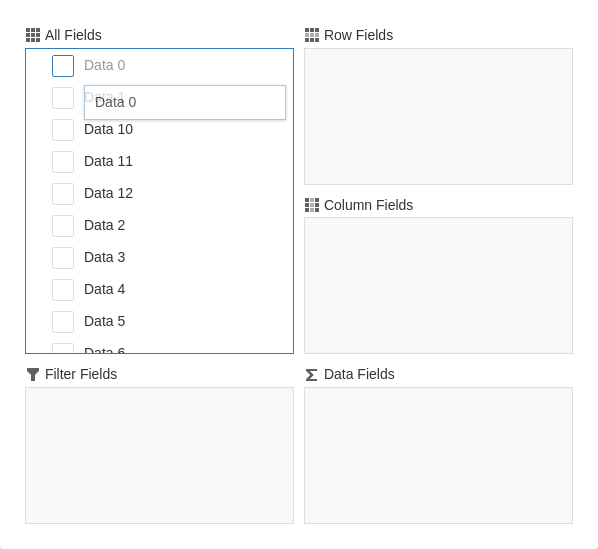 All Fields
Data 0
Data 1
Data 0
Data 10
Data 11
Data 12
Data 2
Data 3
Data 4
Data 5
Data 6
Row Fields
Column Fields
Filter Fields
Data Fields